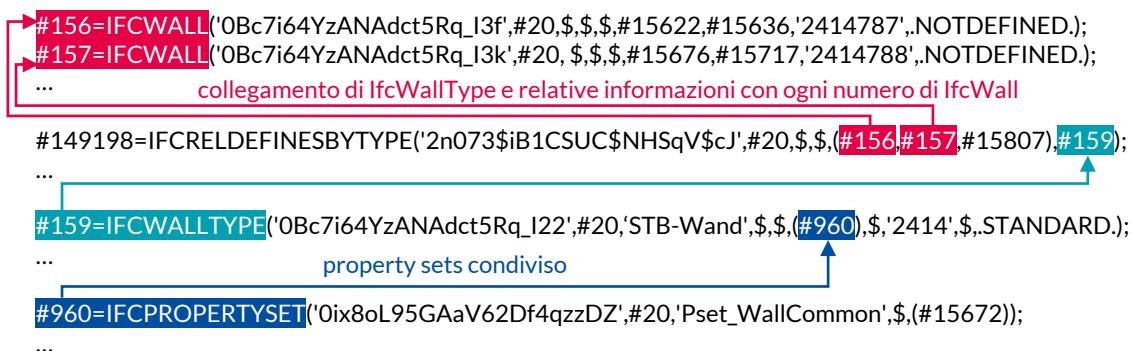 #156=IFCWALL('0Bc7i64YzANAdct5Rq_I3f',#20,$,$,$,#15622,#15636,'2414787',.NOTDEFINED.);
#157=IFCWALL('0Bc7i64YzANAdct5Rq_I3k',#20, $,$,$,#15676,#15717,'2414788',.NOTDEFINED.);
...
collegamento di IfcWallType e relative informazioni con ogni numero di IfcWall
#149198=IFCRELDEFINESBYTYPE('2n073$iB1CSUC$NHSqV$cJ',#20,$,$,(#156,#157,#15807),#159);
...
#159=IFCWALLTYPE('0Bc7i64YzANAdct5Rq_I22',#20,‘STB-Wand',$,$,(#960),$,'2414',$,.STANDARD.);
...
property sets condiviso
#960=IFCPROPERTYSET('0ix8oL95GAaV62Df4qzzDZ',#20,'Pset_WallCommon',$,(#15672));
...